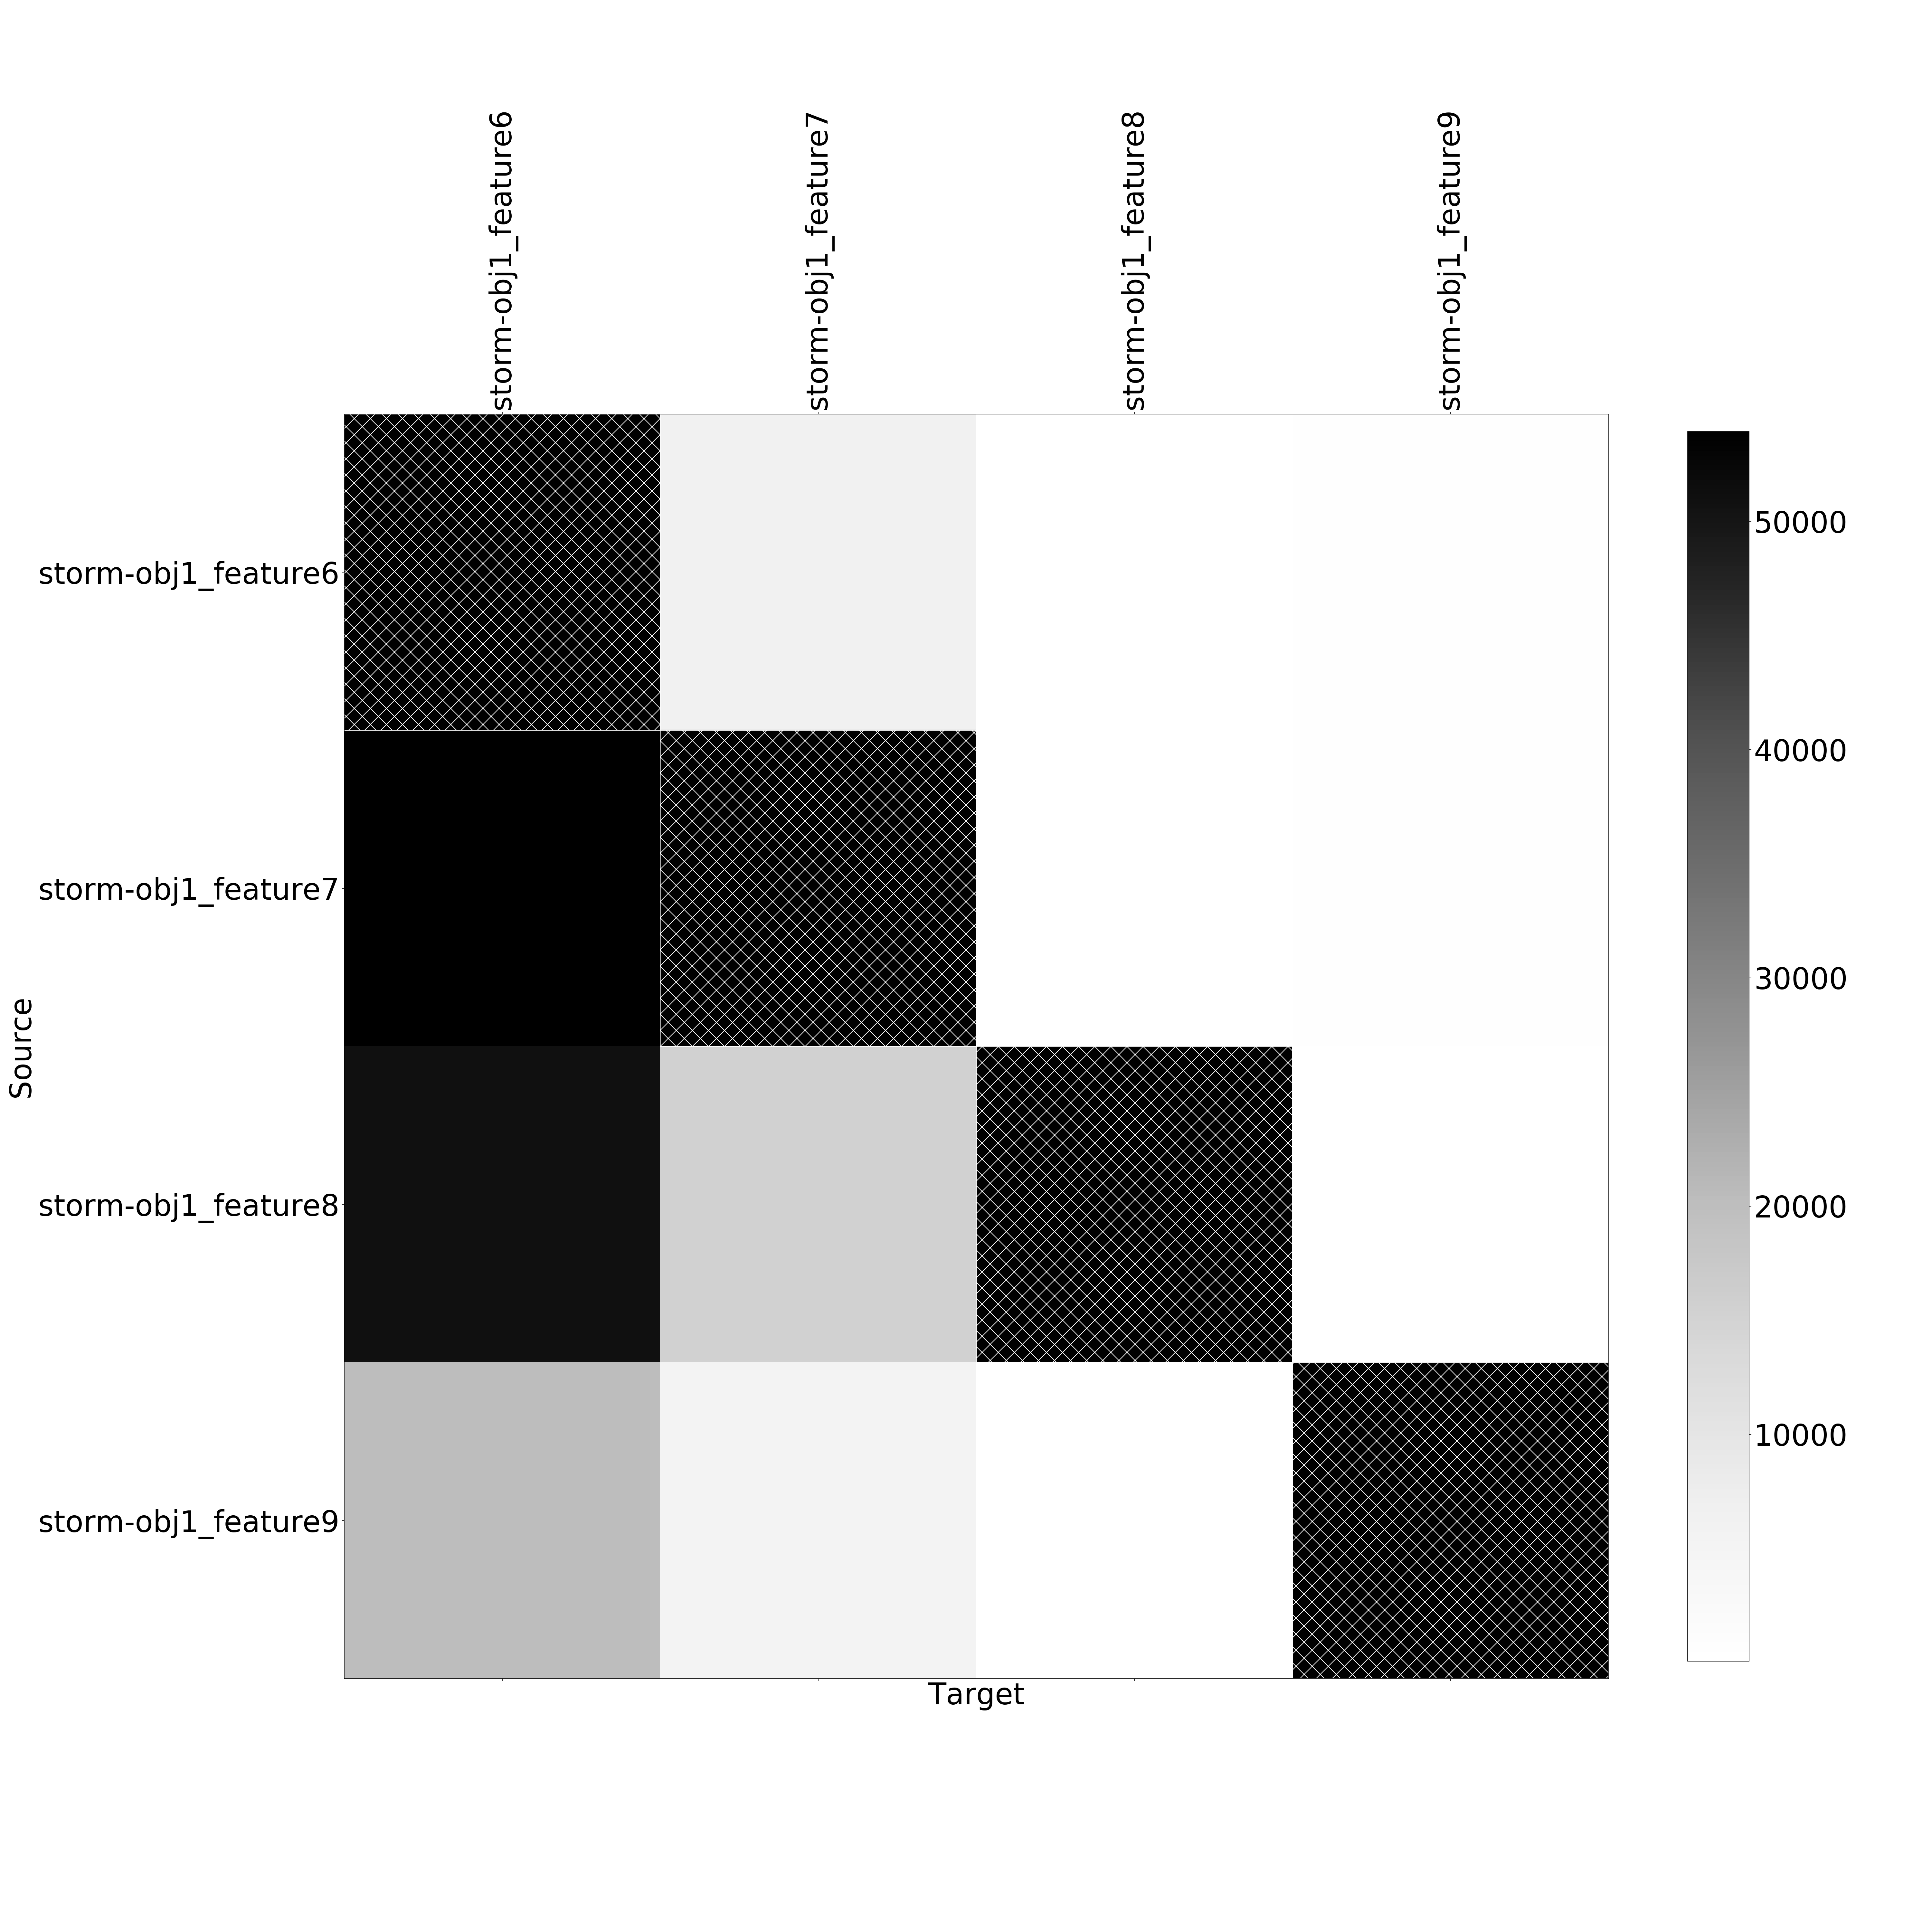 storm-obj1_feature6
storm-obj1_feature7
storm-obj1_feature8
storm-obj1_feature9
storm-obj1_feature6
storm-obj1_feature7
storm-obj1_feature8
storm-obj1_feature9
Source
Target
50000
40000
30000
20000
10000